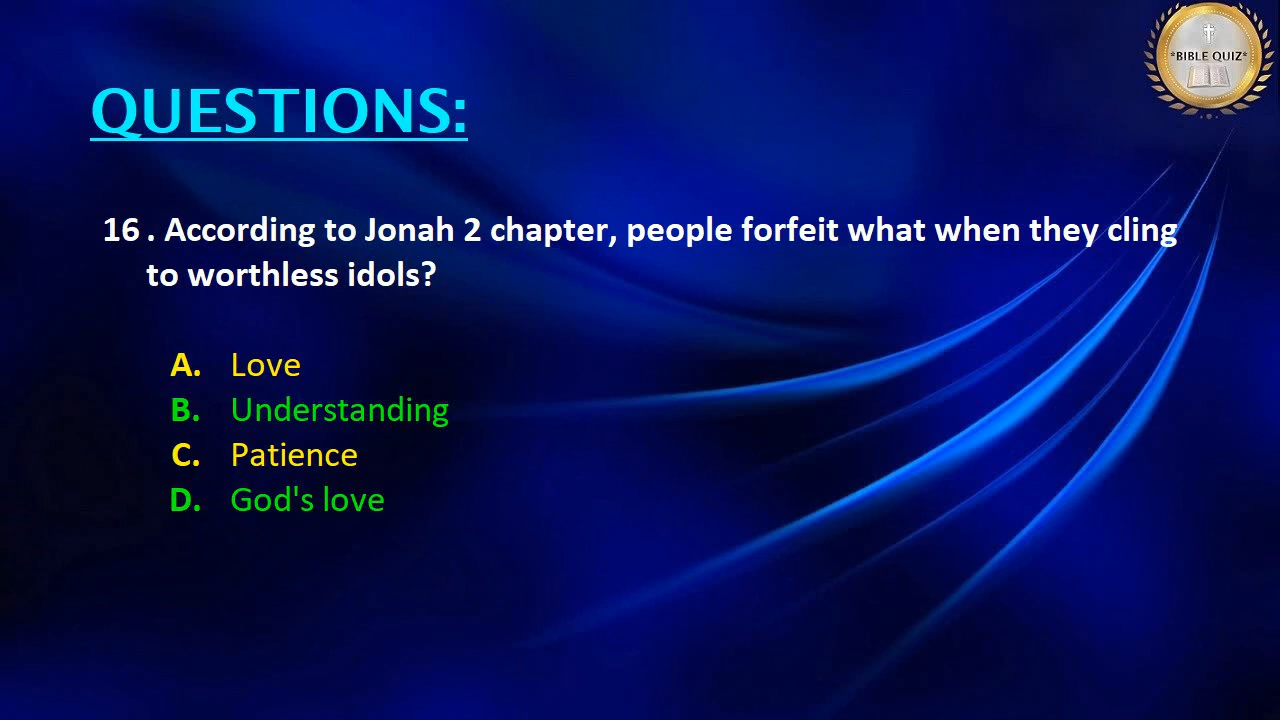 *BIBLE QUIZ*
QUESTIONS:
16 . According to Jonah 2 chapter, people forfeit what when they cling
to worthless idols?
A. Love
B. Understanding
C. Patience
D. God's love